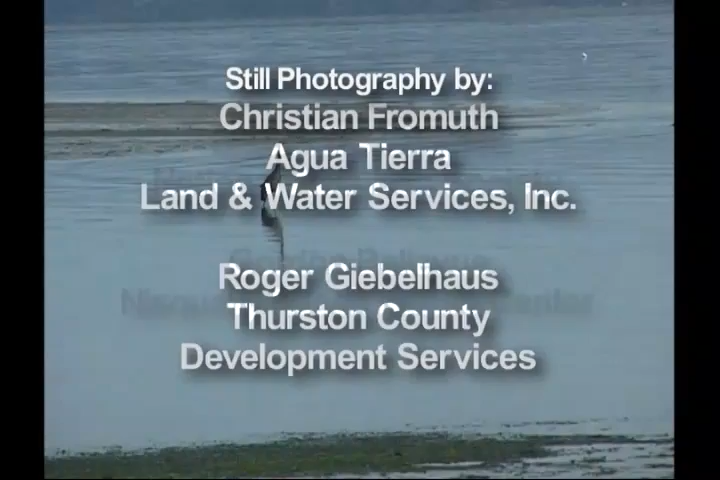 Still Photography by:
Christian Fromuth
Agua Tierra
Land & Water Services, Inc.
Roger Giebelhaus
Thurston County
Development Services